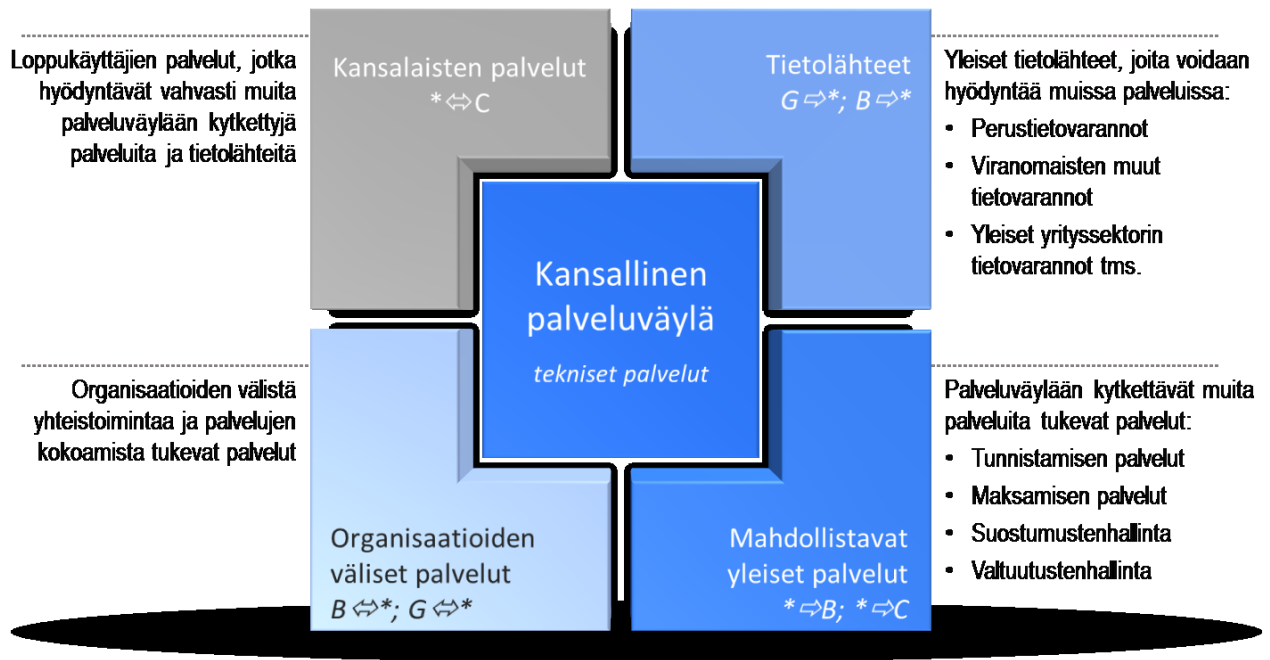 Loppukäyttäjien palvelut, jotka
hyödyntävät vahvasti muita
palveluväylään kytkettyjä
palveluita ja tietolähteitä
Kansalaisten palvelut
*⬄C
Tietolähteet
G⇨*; B⇨*
Yleiset tietolähteet, joita voidaan
hyödyntää muissa palveluissa:
• Perustietovarannot
• Viranomaisten muut
tietovarannot
• Yleiset yrityssektorin
tietovarannot tms.
Kansallinen
palveluväylä
tekniset palvelut
Organisaatioiden välistä
yhteistoimintaa ja palvelujen
kokoamista tukevat palvelut
Organisaatioiden
väliset palvelut
B⬄*; G⬄*
Mahdollistavat
yleiset palvelut
*⇨B; *⇨C
Palveluväylään kytkettävät muita
palveluita tukevat palvelut:
• Tunnistamisen palvelut
• Maksamisen palvelut
• Suostumustenhallinta
• Valtuutustenhallinta